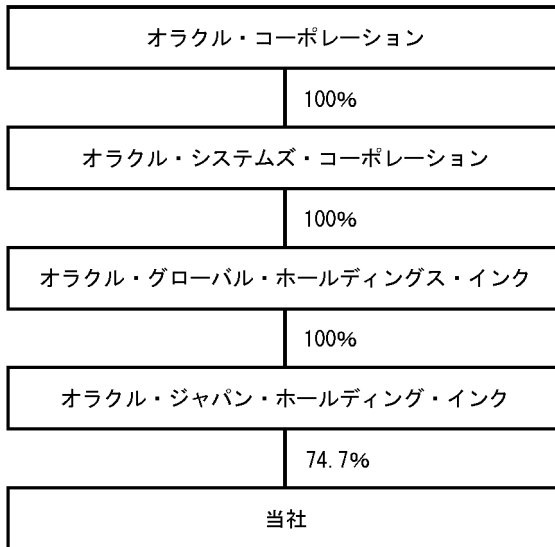 オラクル・コーポレーション
100%
オラクル・システムズ・コーポレーション
100%
オラクル・グローバル・ホールディングス・インク
100%
オラクル・ジャパン・ホールディング・インク
74.7%
当社